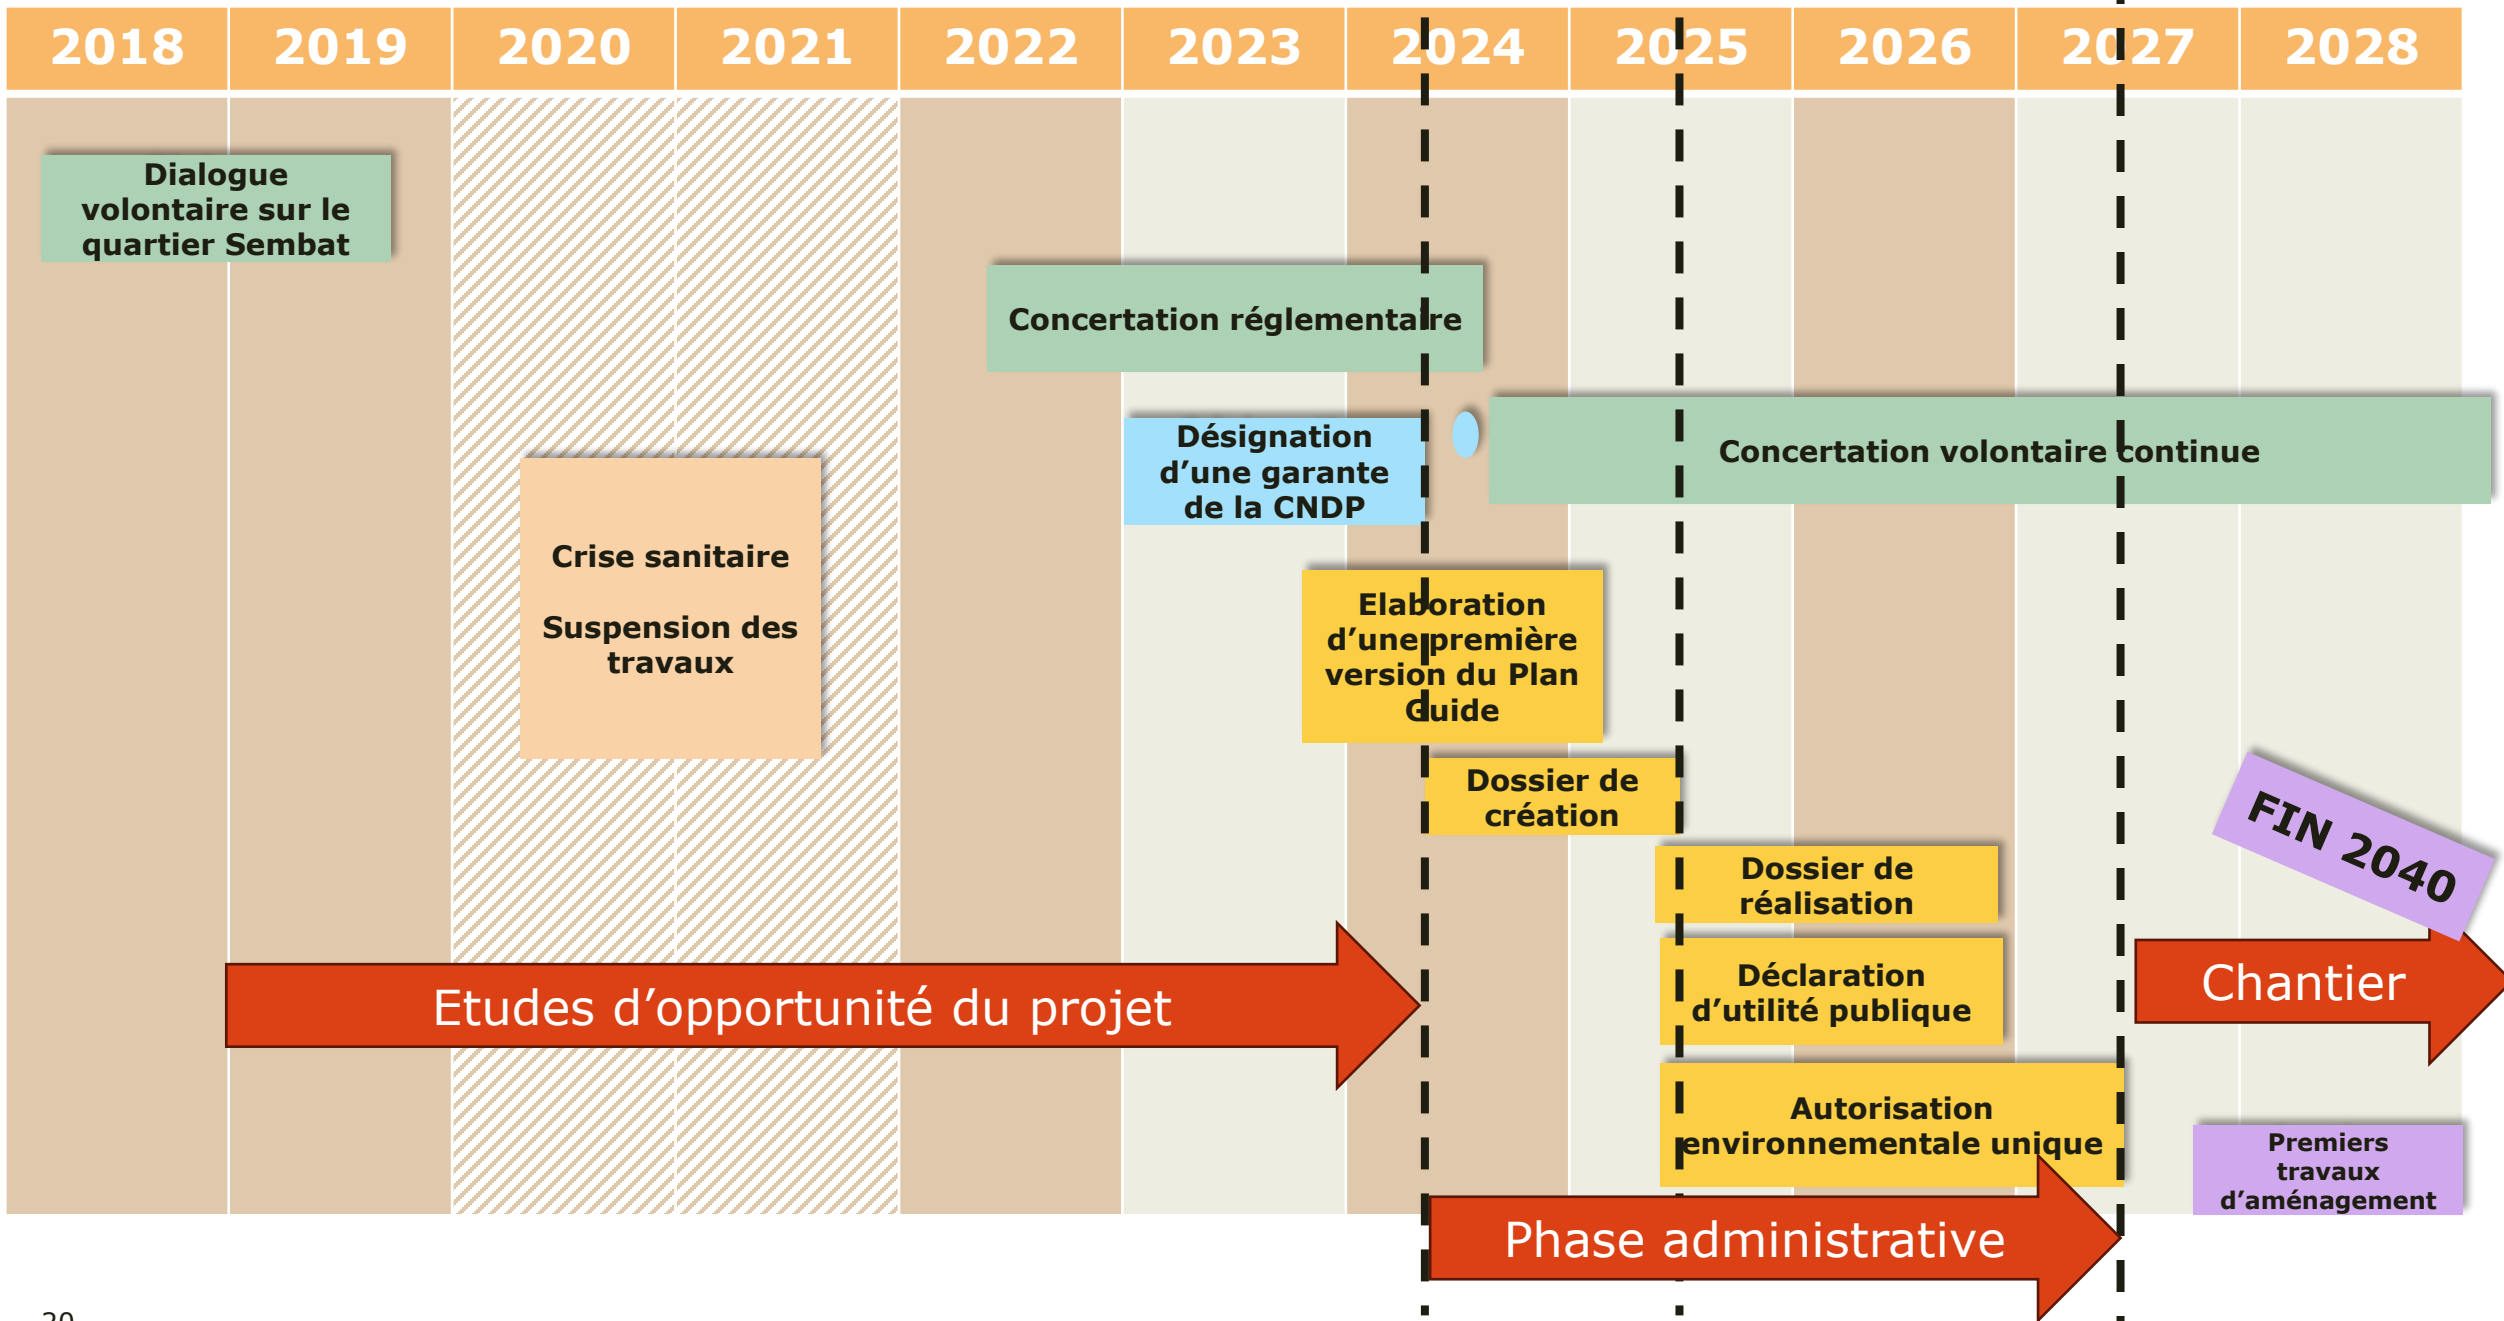 2018 2019 2020 2021 2022 2023 2024 2025 2026 2027 2028
Dialogue
volontaire sur le
quartier Sembat
Concertation réglementaire
Désignation
d’une garante
de la CNDP
Concertation volontaire continue
Crise sanitaire
Suspension des
travaux
Elaboration
d’une première
version du Plan
Guide
Dossier de
création
Dossier de
réalisation
Déclaration
d’utilité publique
Autorisation
environnementale unique
FIN 2040
Etudes d’opportunité du projet
Chantier
Premiers
travaux
d’aménagement
Phase administrative
20